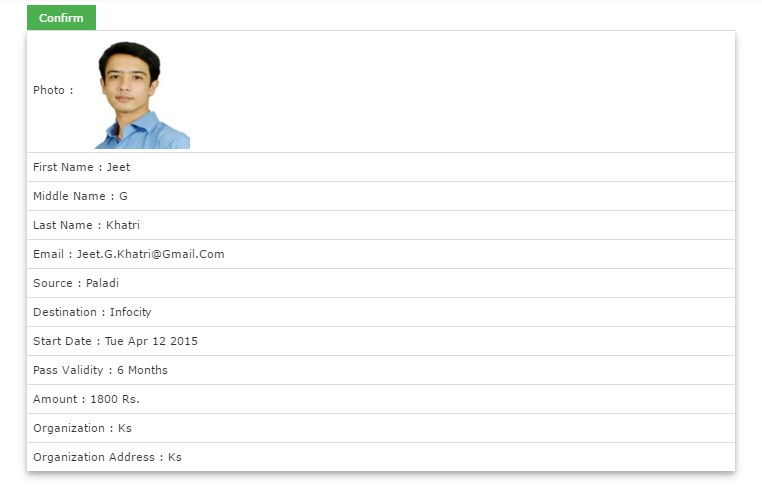 Confirm
Photo :
First Name : Jeet
Middle Name : G
Last Name : Khatri
Email : Jeet.G.Khatri@Gmail.Com
Source : Paladi
Destination : Infocity
Start Date : Tue Apr 12 2015
Pass Validity : 6 Months
Amount : 1800 Rs.
Organization : Ks
Organization Address : Ks